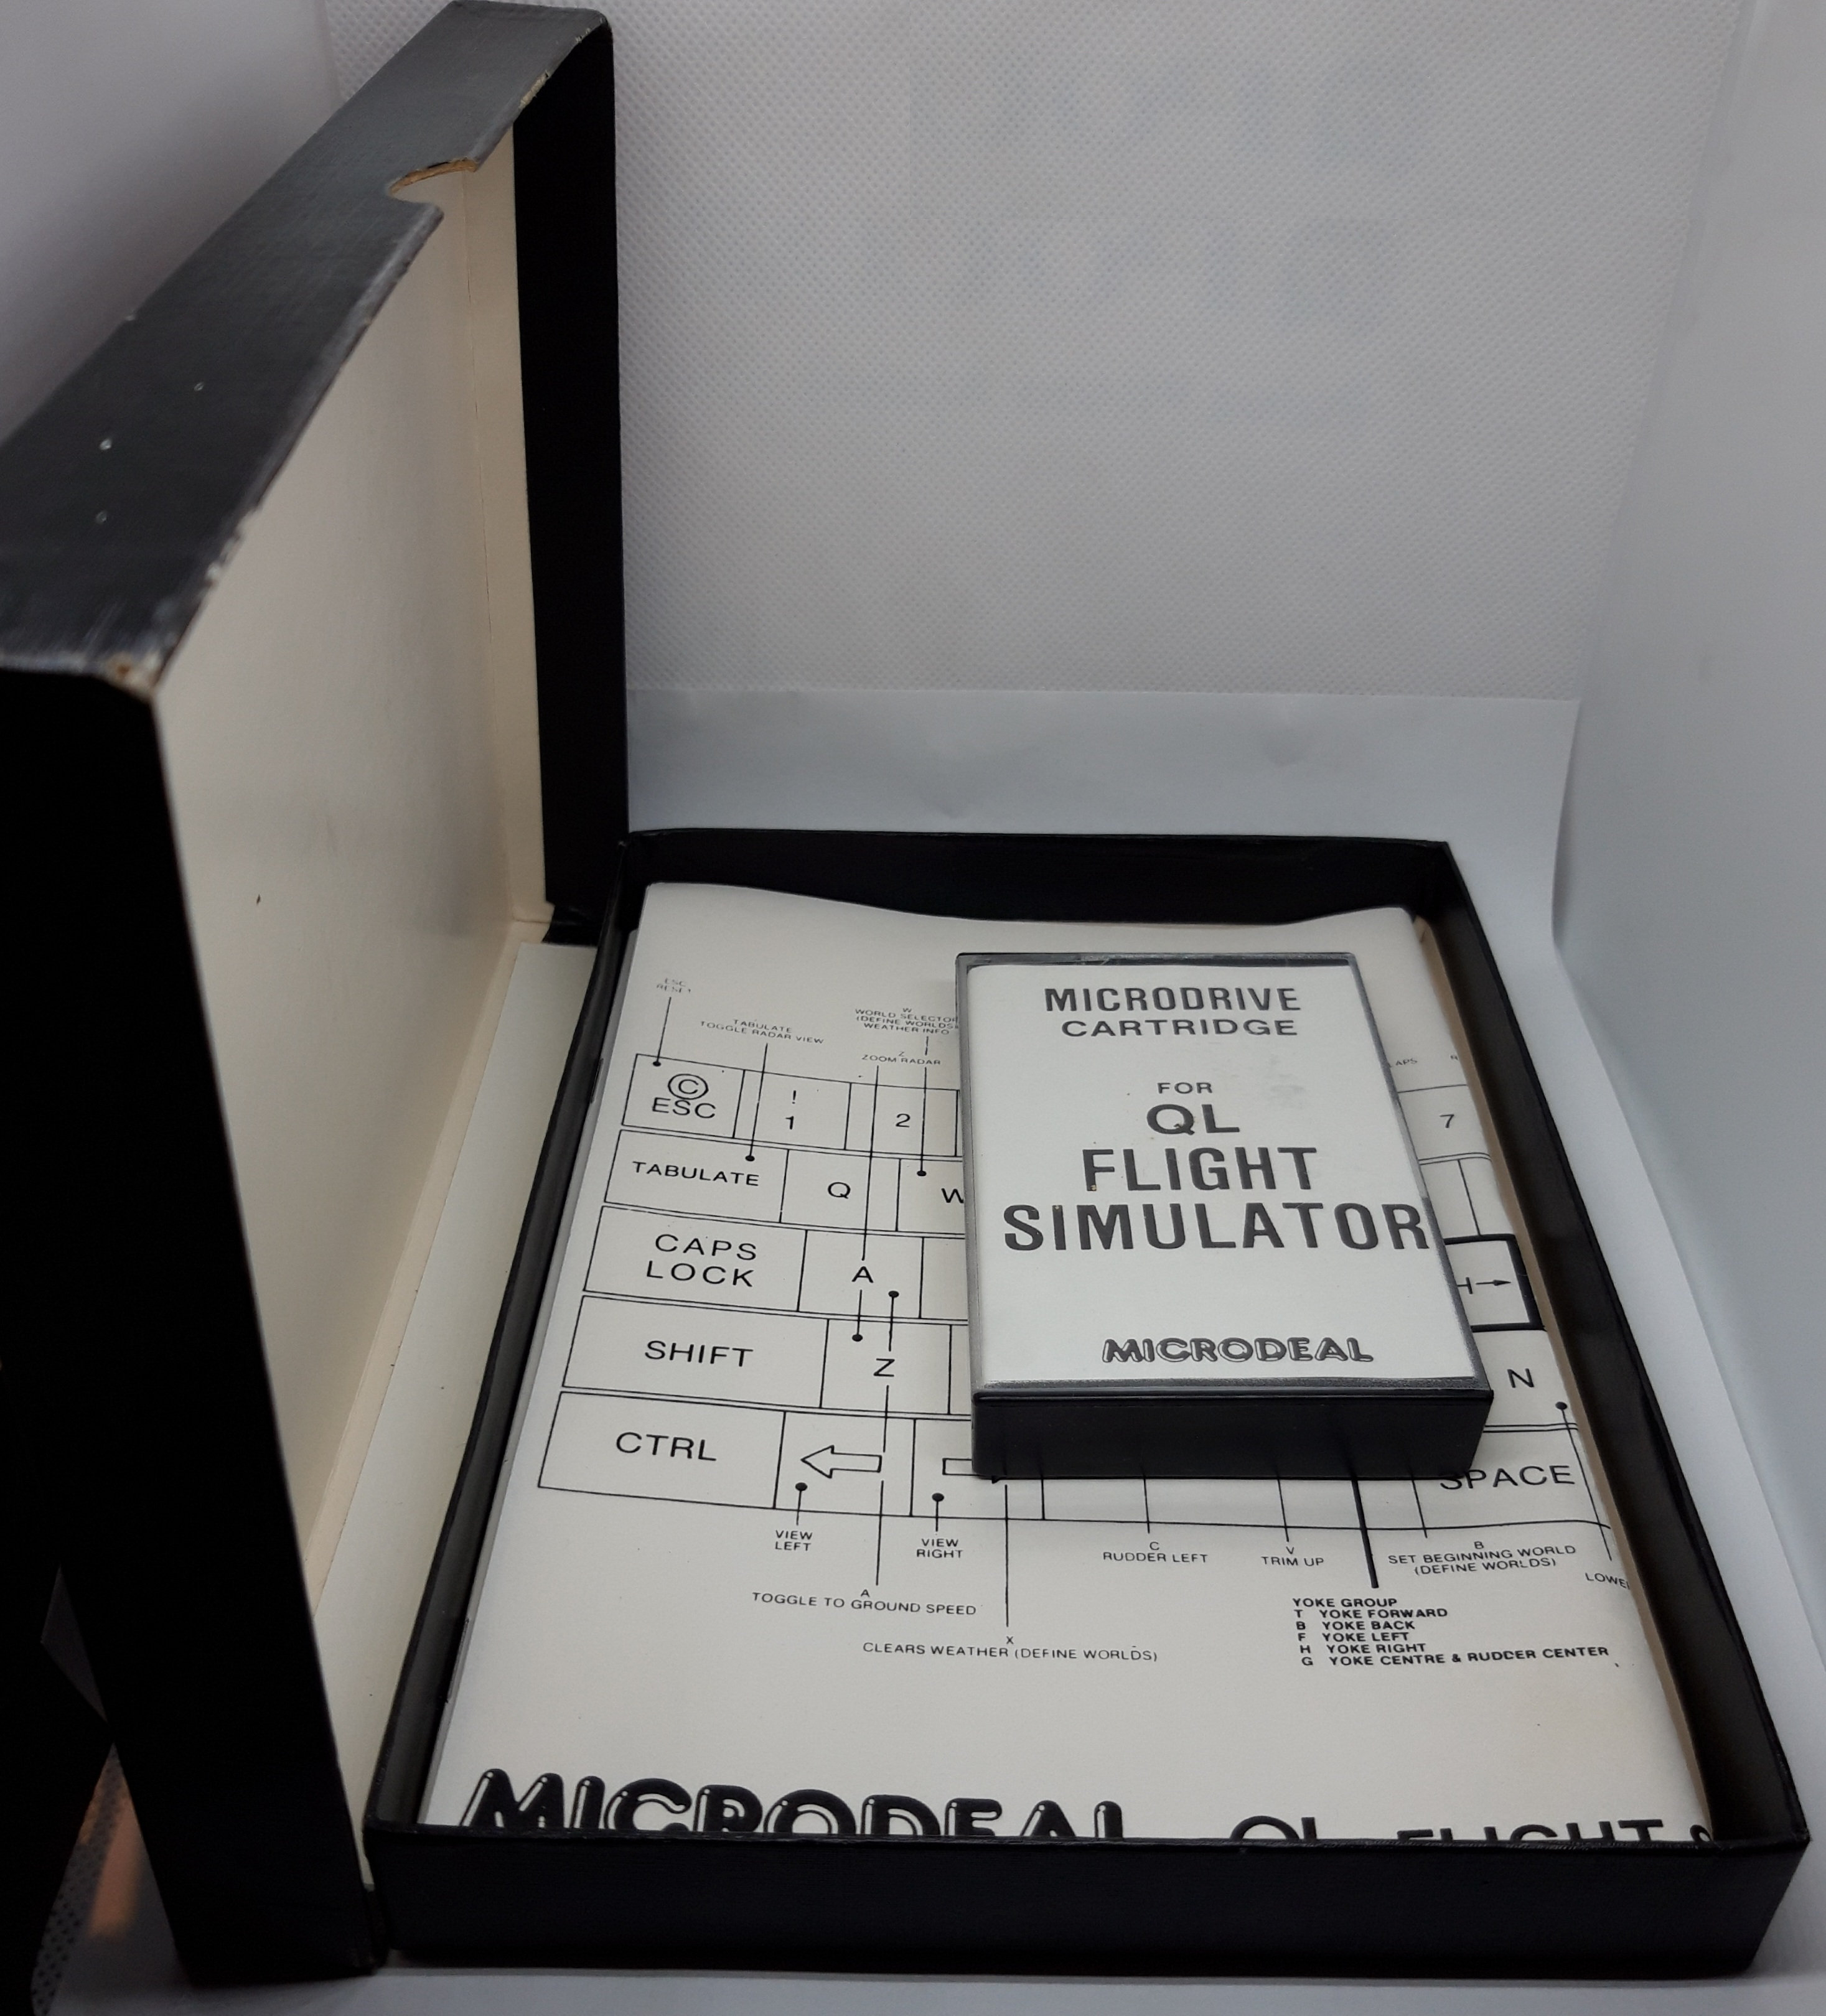 MICRODRIVE
CARTRIDGE
FOR
QL
FLIGHT
SIMULATOR
MICRODEAL
ESC
RESET
TABULATE
TOGGLE RADAR VIEW
W
WORLD SELECTOR
(DEFINE WORLDS)
WEATHER INFO
Z
ZOOM RADAR
© ESC
! 1
2
7
TABULATE
Q
W
CAPS LOCK
A
H→
SHIFT
Z
N
CTRL
SPACE
VIEW LEFT
VIEW RIGHT
C
RUDDER LEFT
V
TRIM UP
B
SET BEGINNING WORLD
(DEFINE WORLDS)
A
TOGGLE TO GROUND SPEED
X
CLEARS WEATHER (DEFINE WORLDS)
YOKE GROUP
T YOKE FORWARD
B YOKE BACK
F YOKE LEFT
H YOKE RIGHT
G YOKE CENTRE & RUDDER CENTER
MICRODEAL QL FLIGHT